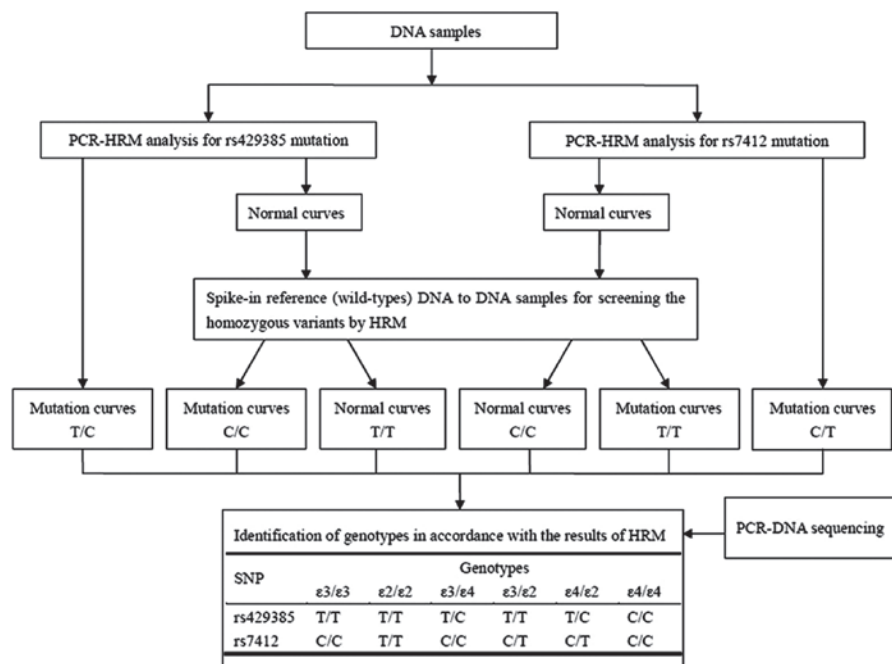 DNA samples
PCR-HRM analysis for rs429385 mutation
PCR-HRM analysis for rs7412 mutation
Normal curves
Normal curves
Spike-in reference (wild-types) DNA to DNA samples for screening the
homozygous variants by HRM
Mutation curves
T/C
Mutation curves
C/C
Normal curves
T/T
Normal curves
C/C
Mutation curves
T/T
Mutation curves
C/T
Identification of genotypes in accordance with the results of HRM
PCR-DNA sequencing
SNP Genotypes
ε3/ε3 ε2/ε2 ε3/ε4 ε3/ε2 ε4/ε2 ε4/ε4
rs429385 T/T T/T T/C T/T T/C C/C
rs7412 C/C T/T C/C C/T C/T C/C